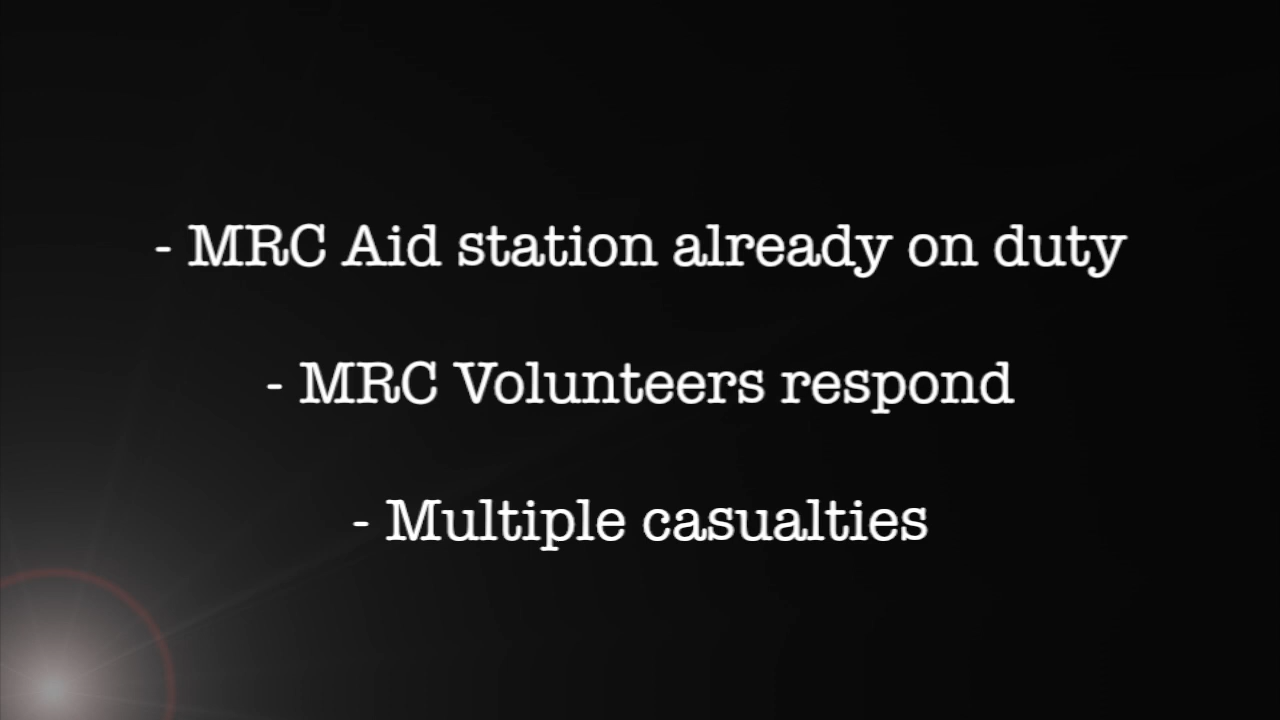 - MRC Aid station already on duty
- MRC Volunteers respond
- Multiple casualties